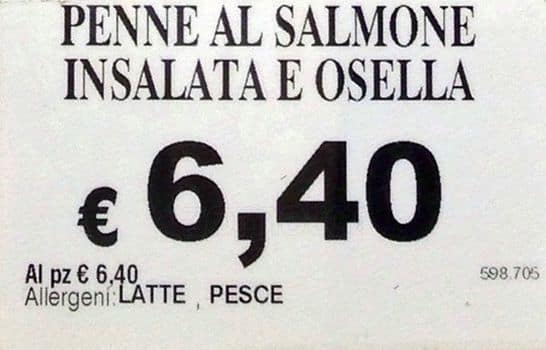 PENNE AL SALMONE
INSALATA E OSELLA
€ 6,40
Al pz € 6,40
598.705
Allergeni: LATTE , PESCE